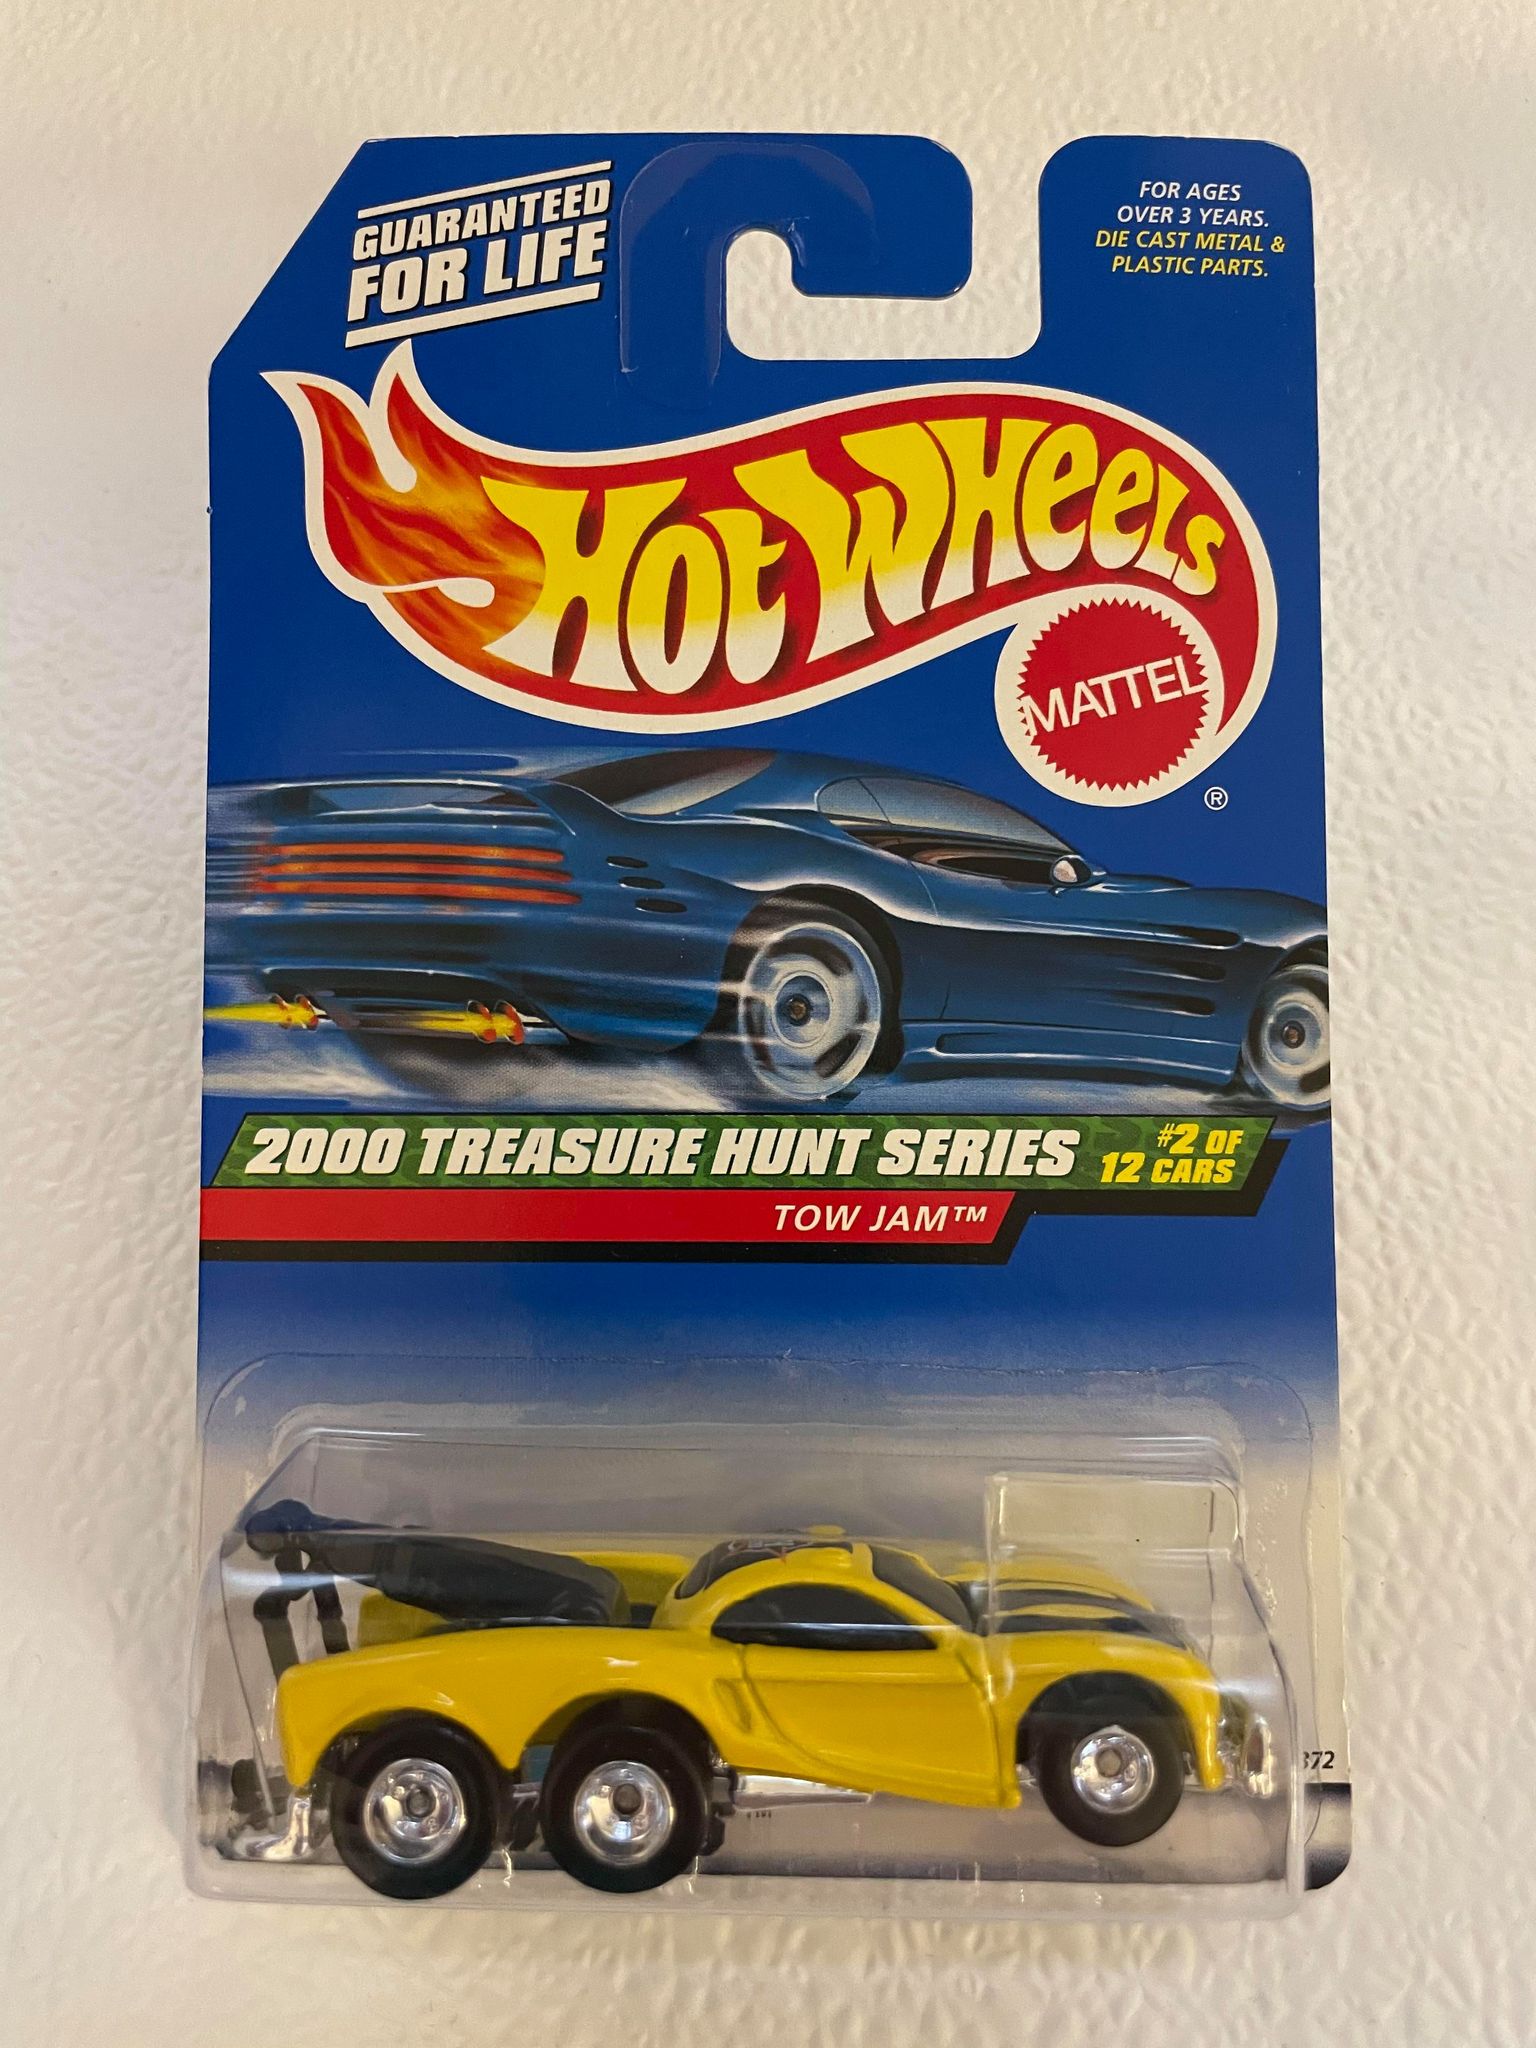 GUARANTEED
FOR LIFE
FOR AGES
OVER 3 YEARS.
DIE CAST METAL &
PLASTIC PARTS.
HOT WHEELS
MATTEL
®
2000 TREASURE HUNT SERIES
#2 OF
12 CARS
TOW JAM™
372